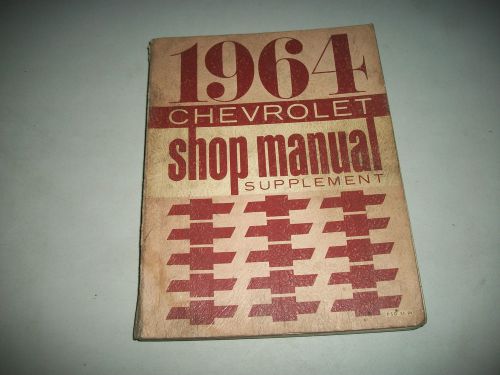 1964
CHEVROLET
shop manual
SUPPLEMENT